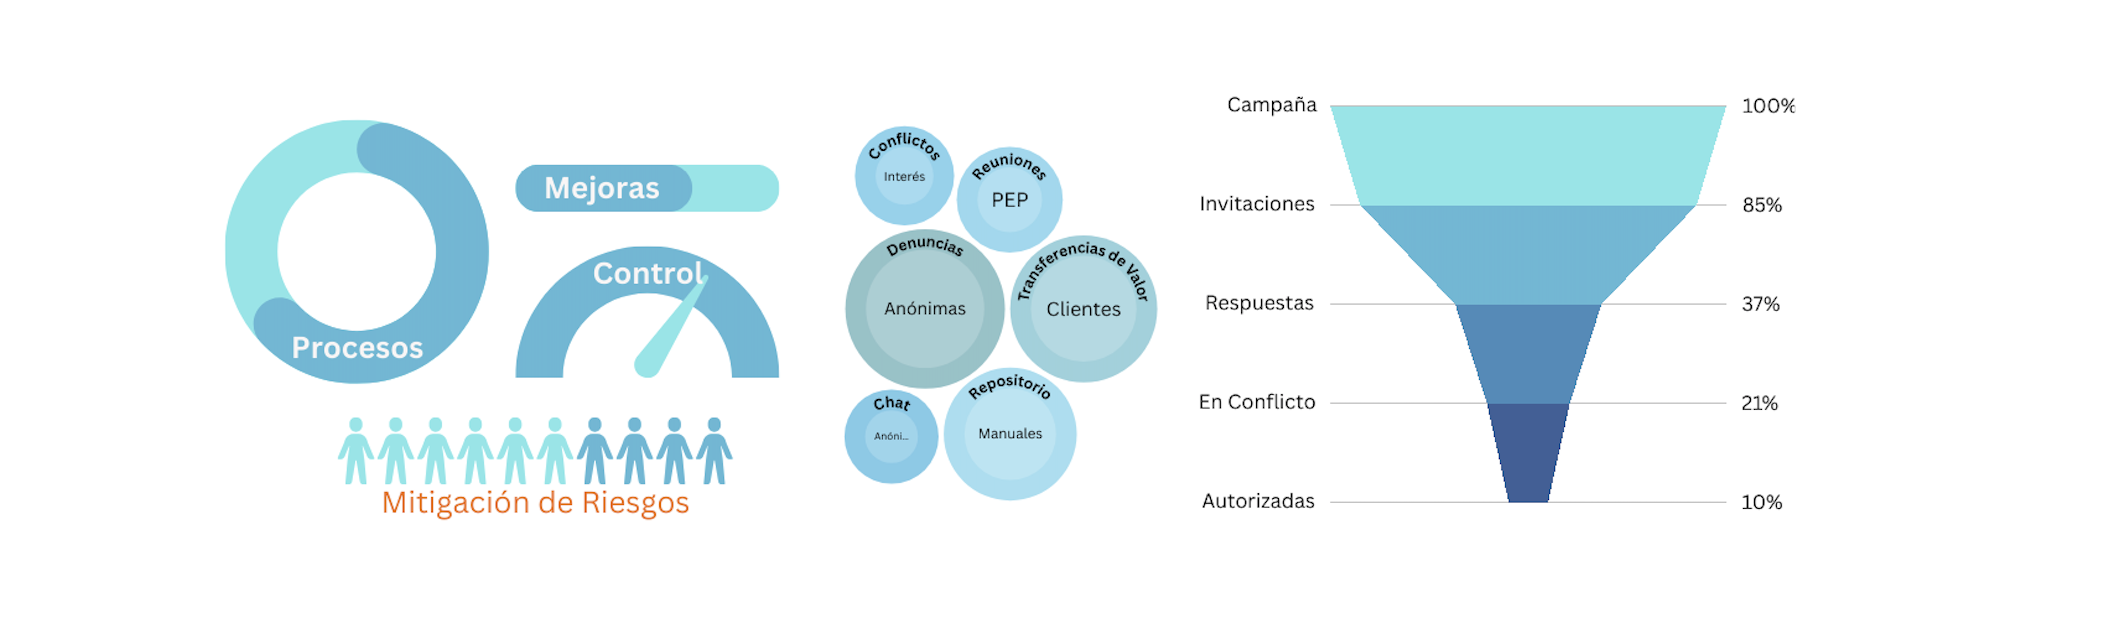 Procesos
Mejoras
Control
Mitigación de Riesgos
Conflictos
Interés
Reuniones
PEP
Denuncias
Anónimas
Transferencias de Valor
Clientes
Chat
Anóni...
Repositorio
Manuales
Campaña 100%
Invitaciones 85%
Respuestas 37%
En Conflicto 21%
Autorizadas 10%